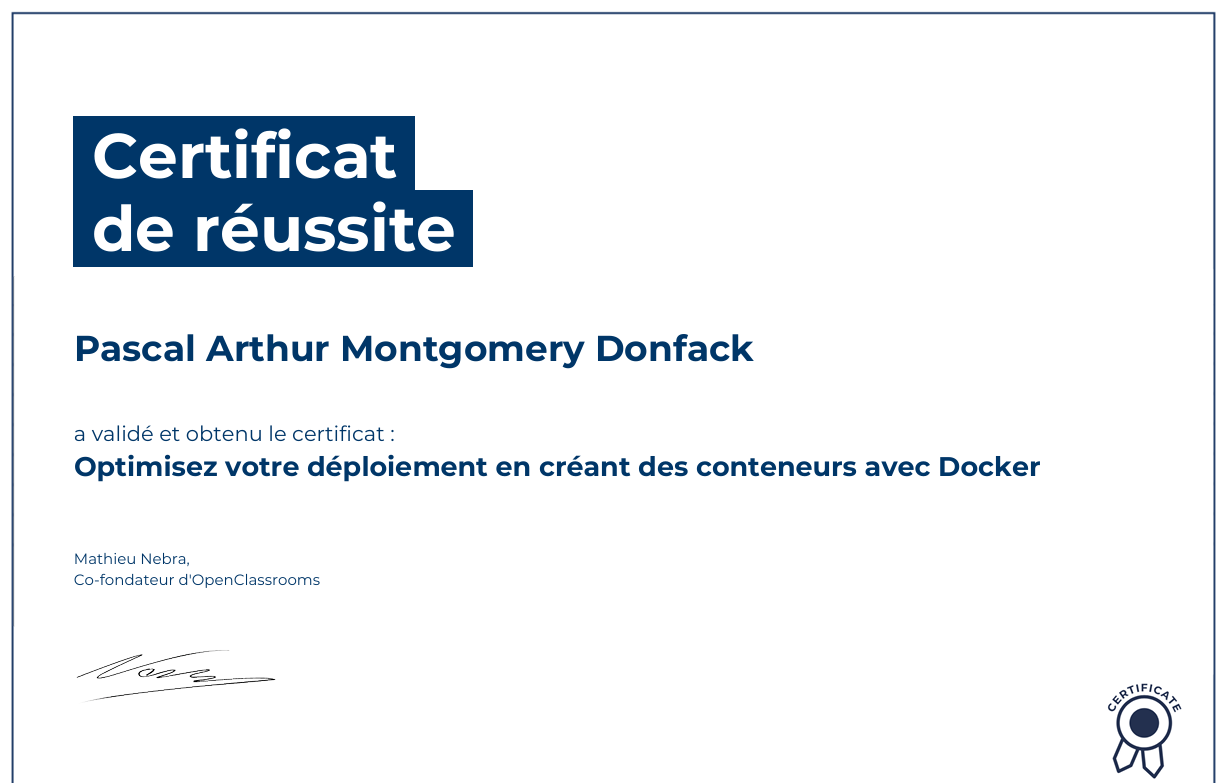 Certificat
de réussite
Pascal Arthur Montgomery Donfack
a validé et obtenu le certificat :
Optimisez votre déploiement en créant des conteneurs avec Docker
Mathieu Nebra,
Co-fondateur d'OpenClassrooms
CERTIFICATE